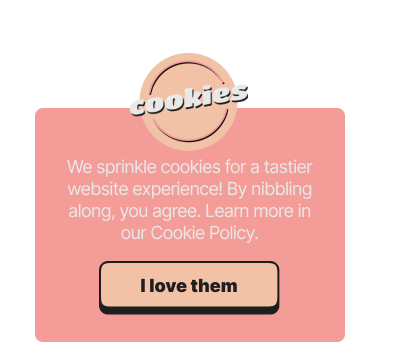 cookies
We sprinkle cookies for a tastier
website experience! By nibbling
along, you agree. Learn more in
our Cookie Policy.
I love them